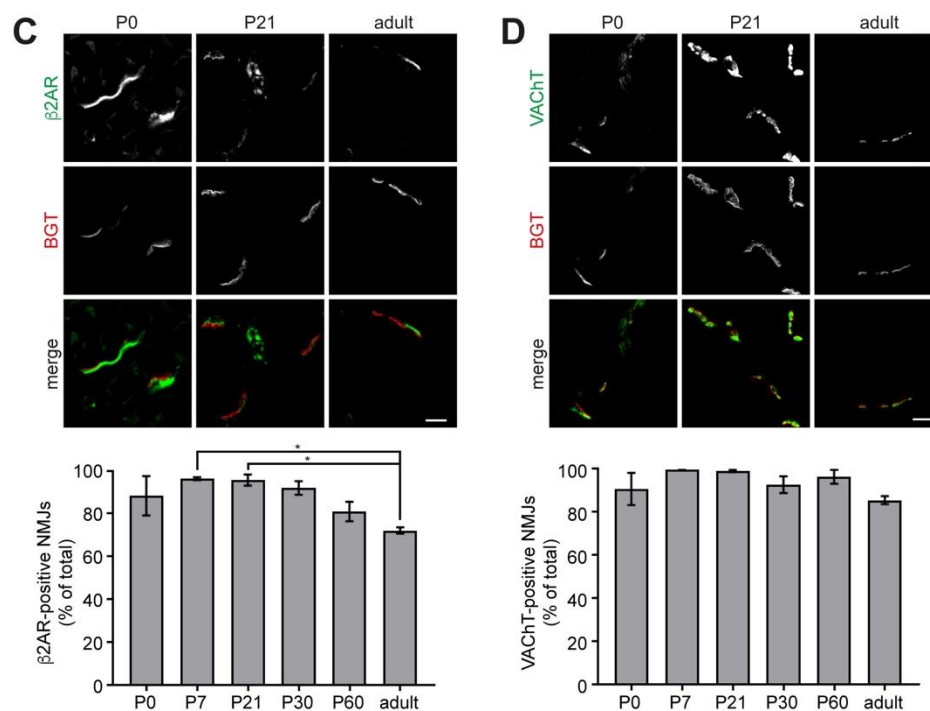 C
P0 P21 adult
β2AR
BGT
merge
* 
*
β2AR-positive NMJs
(% of total)
100
80
60
40
20
0
P0 P7 P21 P30 P60 adult
D
P0 P21 adult
VAChT
BGT
merge
VAChT-positive NMJs
(% of total)
100
80
60
40
20
0
P0 P7 P21 P30 P60 adult